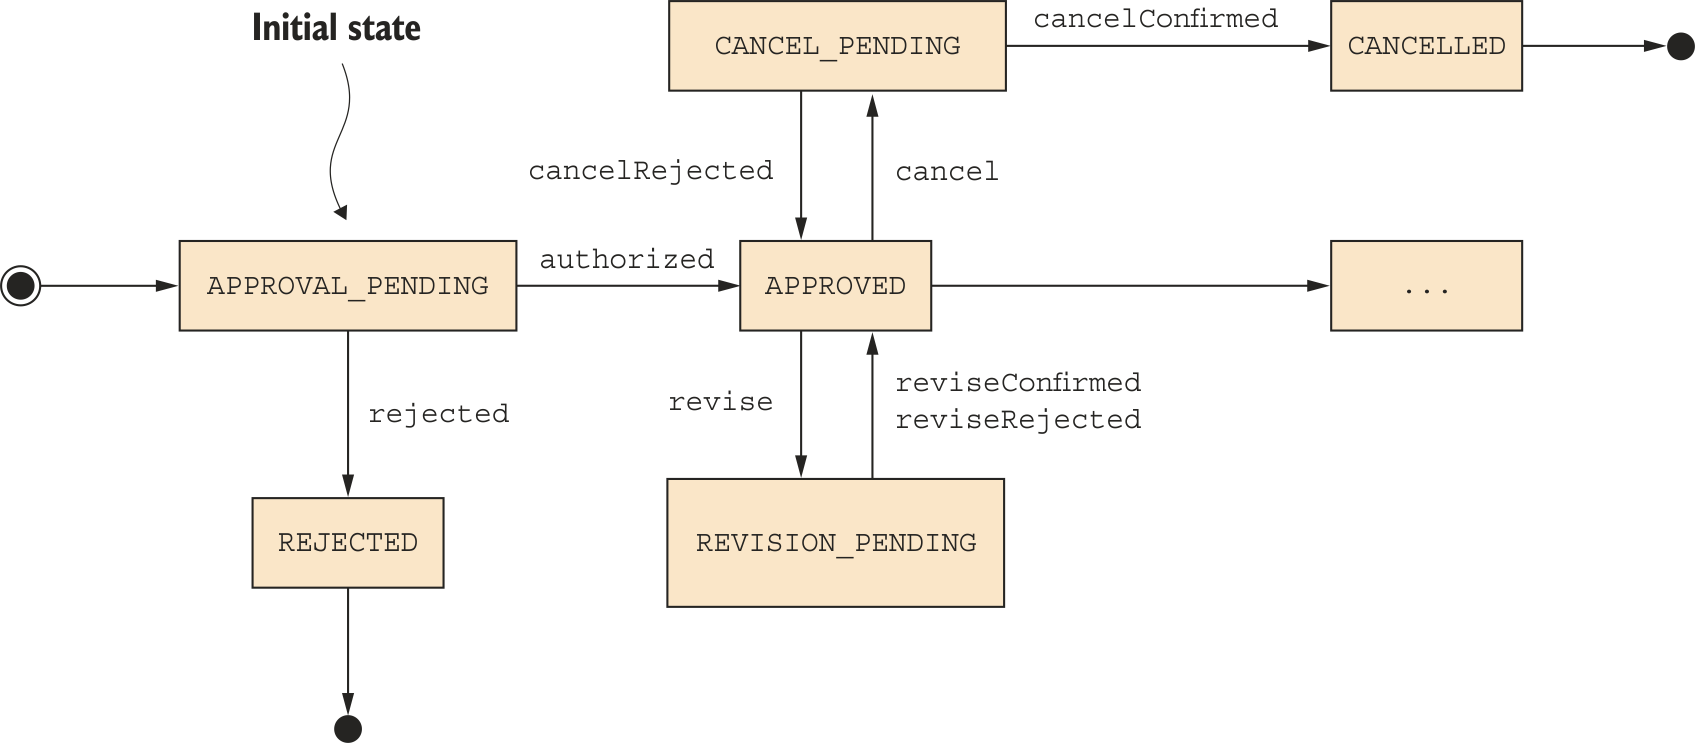 Initial state
CANCEL_PENDING
cancelConfirmed
CANCELLED
cancelRejected
cancel
APPROVAL_PENDING
authorized
APPROVED
...
rejected
revise
reviseConfirmed
reviseRejected
REJECTED
REVISION_PENDING